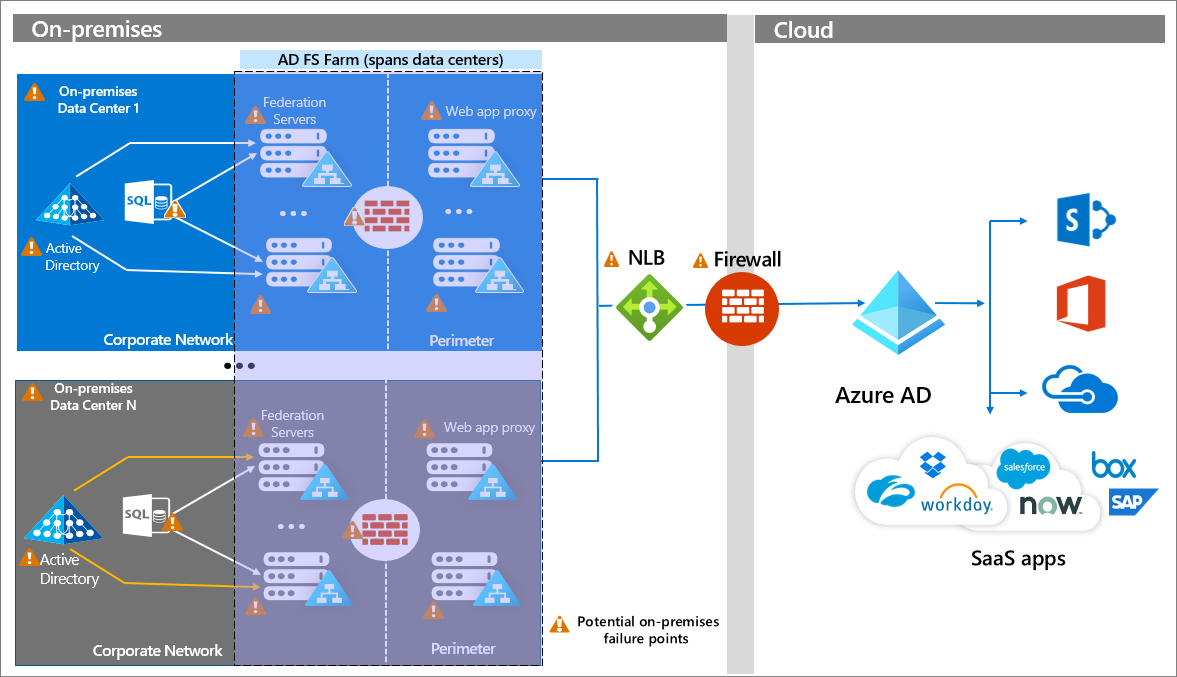 On-premises
Cloud
AD FS Farm (spans data centers)
On-premises
Data Center 1
Federation
Servers
Web app proxy
SQL
Active
Directory
Corporate Network
Perimeter
NLB
Firewall
S
Azure AD
On-premises
Data Center N
Federation
Servers
Web app proxy
SQL
Active
Directory
Corporate Network
Perimeter
Potential on-premises
failure points
salesforce
box
workday.
now
SAP
SaaS apps